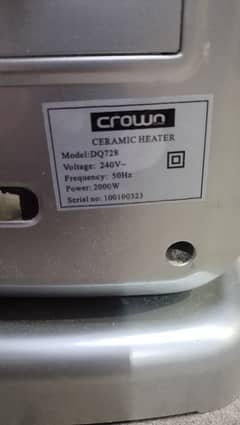 crown
CERAMIC HEATER
Model:DQ728
Voltage: 240V~
Frequency: 50Hz
Power: 2000W
Serial no: 100100323